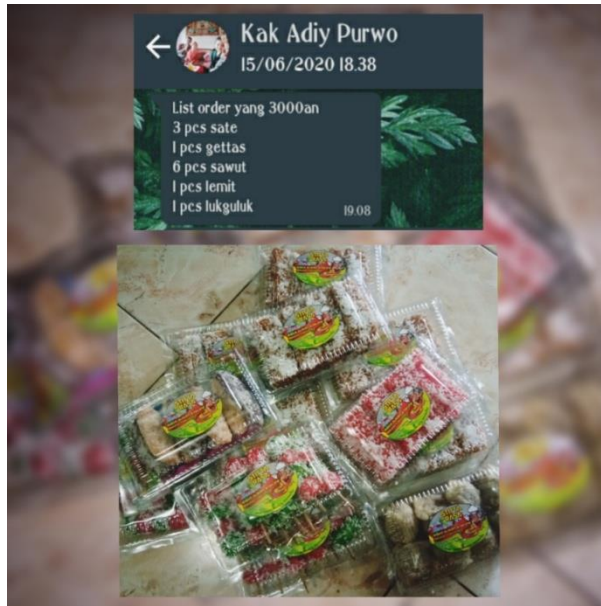 Kak Adiy Purwo
15/06/2020 18.38
List order yang 3000an
3 pcs sate
1 pcs gettas
6 pcs sawut
1 pcs lemit
1 pcs lukguluk
19.08